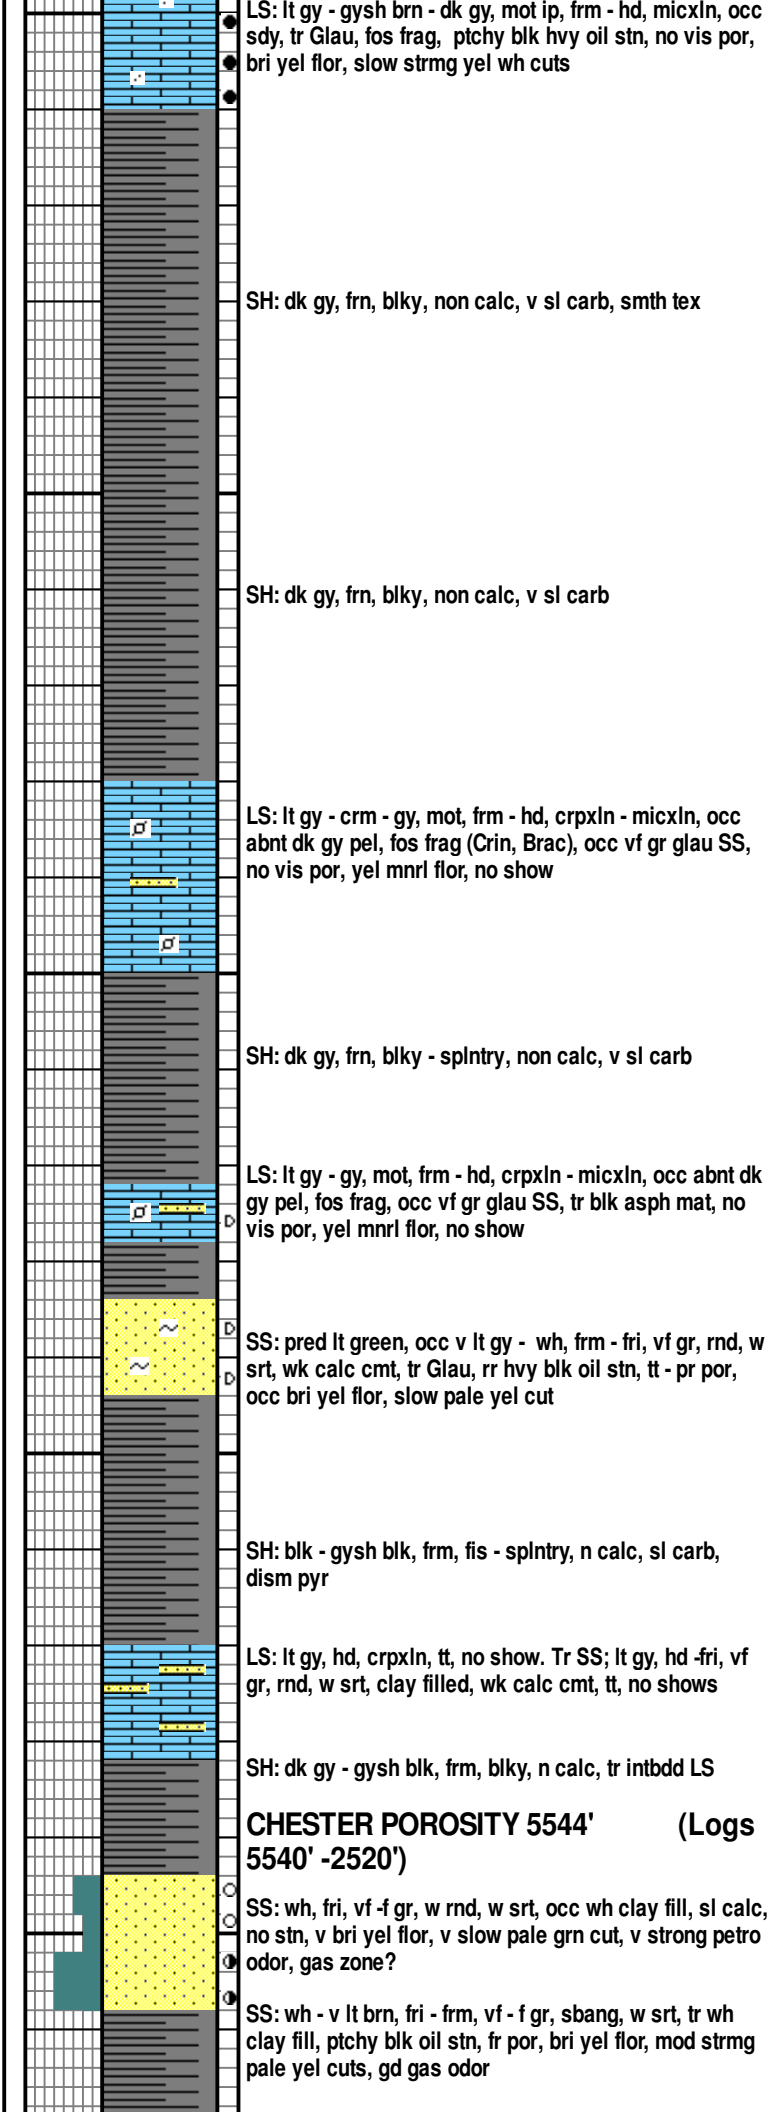 LS: lt gy - gysh brn - dk gy, mot ip, frm - hd, micxln, occ
sdy, tr Glau, fos frag,  ptchy blk hvy oil stn, no vis por,
bri yel flor, slow strmg yel wh cuts
SH: dk gy, frn, blky, non calc, v sl carb, smth tex
SH: dk gy, frn, blky, non calc, v sl carb
LS: lt gy - crm - gy, mot, frm - hd, crpxln - micxln, occ
abnt dk gy pel, fos frag (Crin, Brac), occ vf gr glau SS,
no vis por, yel mnrl flor, no show
SH: dk gy, frn, blky - splntry, non calc, v sl carb
LS: lt gy - gy, mot, frm - hd, crpxln - micxln, occ abnt dk
gy pel, fos frag, occ vf gr glau SS, tr blk asph mat, no
vis por, yel mnrl flor, no show
D
D
SS: pred lt green, occ v lt gy -  wh, frm - fri, vf gr, rnd, w
srt, wk calc cmt, tr Glau, rr hvy blk oil stn, tt - pr por,
D
occ bri yel flor, slow pale yel cut
SH: blk - gysh blk, frm, fis - splntry, n calc, sl carb,
dism pyr
LS: lt gy, hd, crpxln, tt, no show. Tr SS; lt gy, hd -fri, vf
gr, rnd, w srt, clay filled, wk calc cmt, tt, no shows
SH: dk gy - gysh blk, frm, blky, n calc, tr intbdd LS
CHESTER POROSITY 5544' (Logs
5540' -2520')
SS: wh, fri, vf -f gr, w rnd, w srt, occ wh clay fill, sl calc,
no stn, v bri yel flor, v slow pale grn cut, v strong petro
odor, gas zone?
SS: wh - v lt brn, fri - frm, vf - f gr, sbang, w srt, tr wh
clay fill, ptchy blk oil stn, fr por, bri yel flor, mod strmg
pale yel cuts, gd gas odor